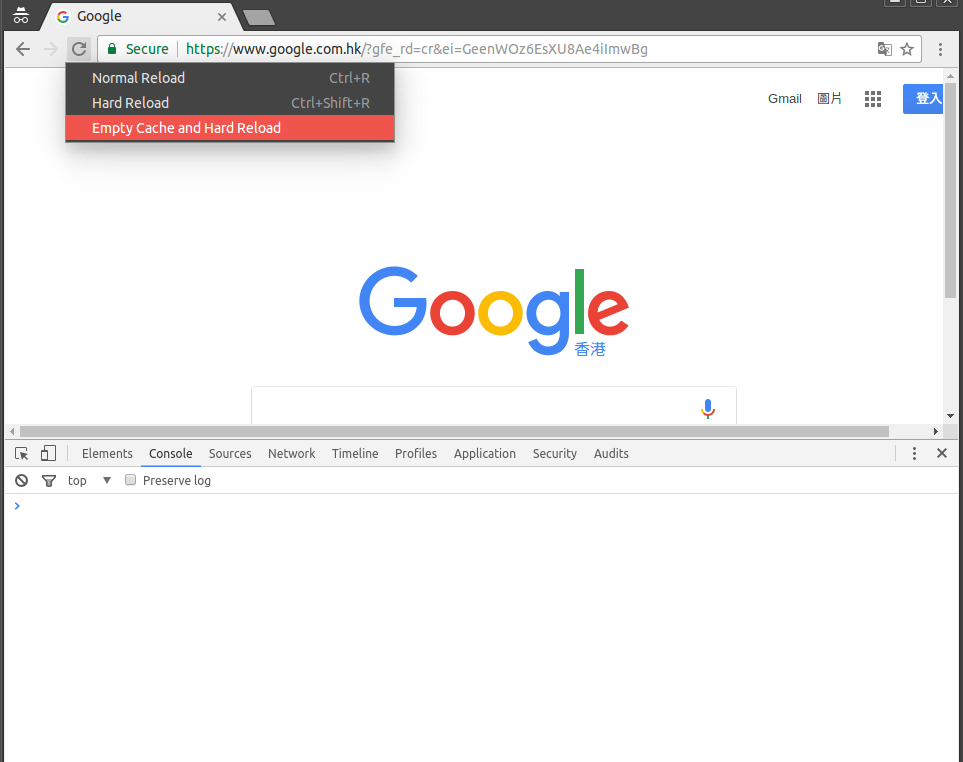 Google
Secure https://www.google.com.hk/?gfe_rd=cr&ei=GeenWOz6EsXU8Ae4iImwBg
Normal Reload Ctrl+R
Hard Reload Ctrl+Shift+R
Empty Cache and Hard Reload
Gmail 圖片 登入
Google
香港
Elements Console Sources Network Timeline Profiles Application Security Audits
top Preserve log